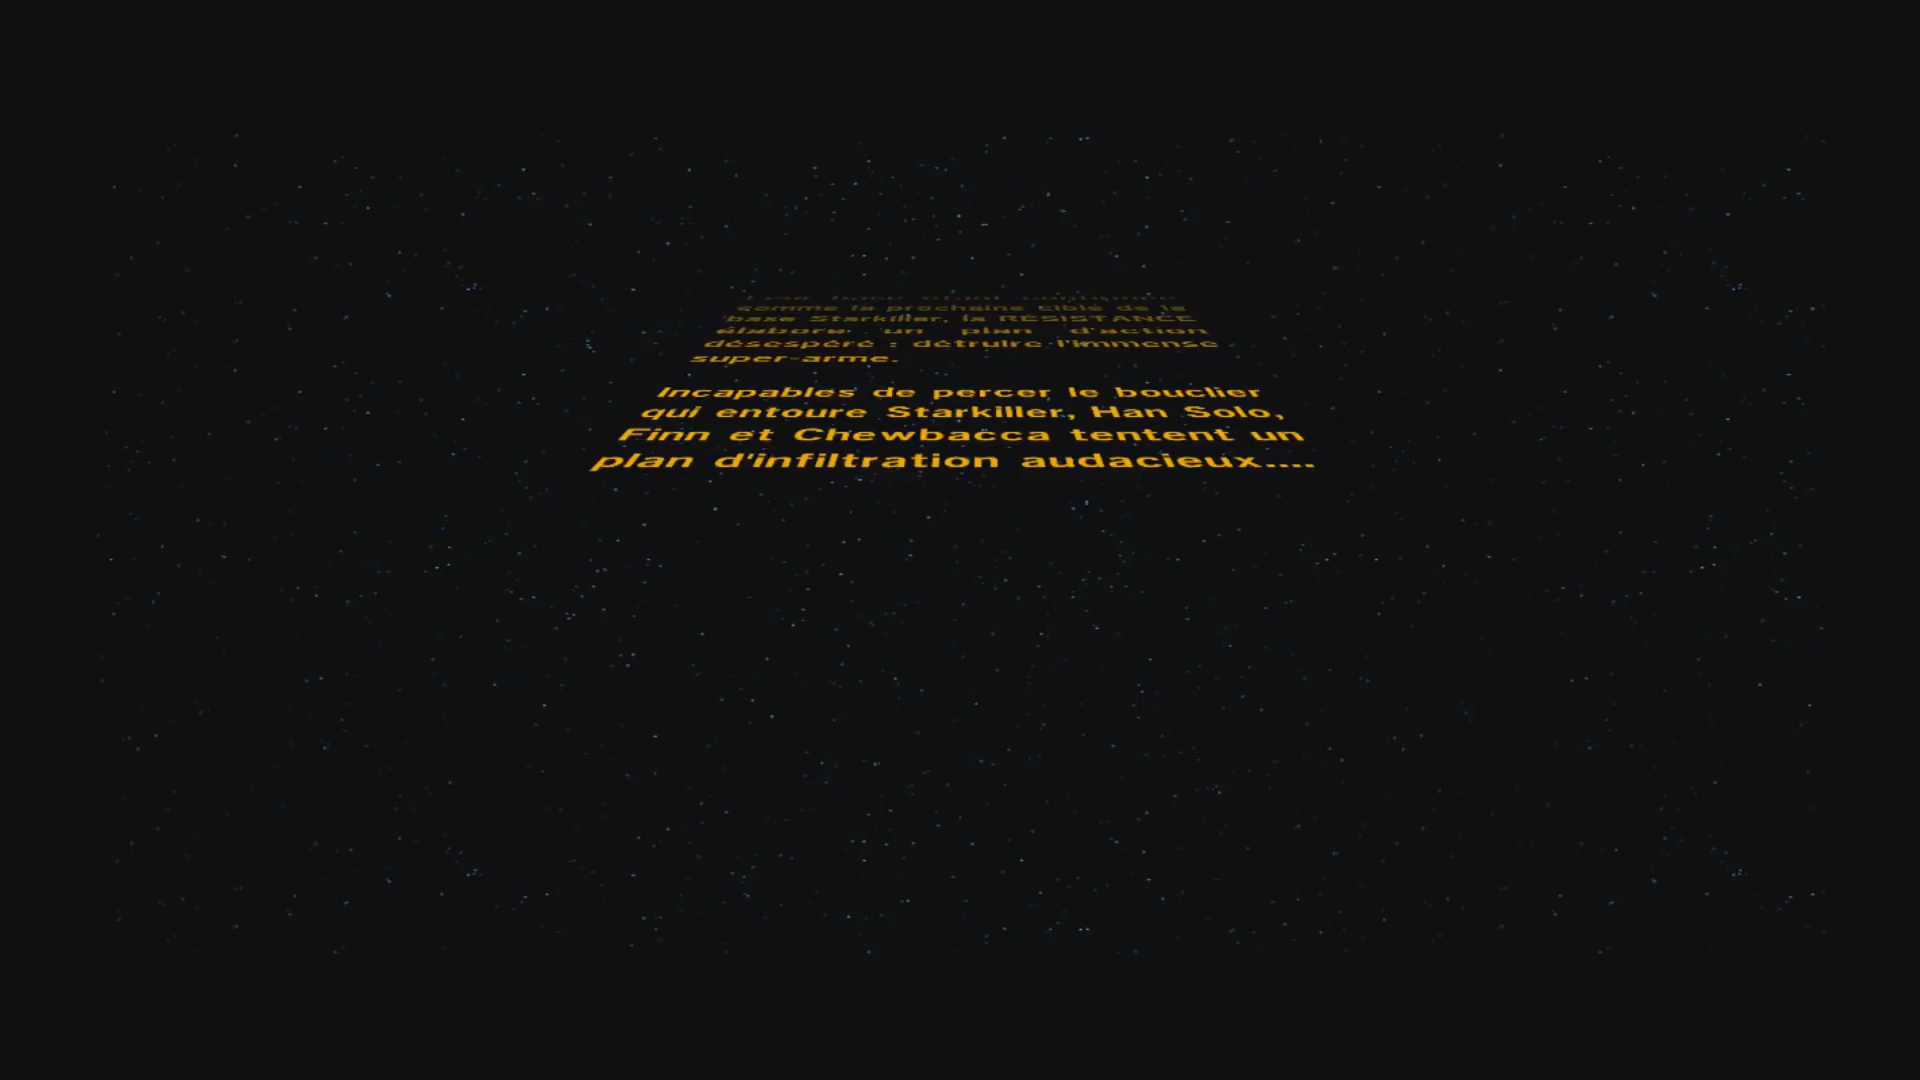 comme la prochaine cible de la
base Starkiller, la RÉSISTANCE
élabore un plan d'action
désespéré : détruire l'immense
super-arme.
Incapables de percer le bouclier
qui entoure Starkiller, Han Solo,
Finn et Chewbacca tentent un
plan d'infiltration audacieux....